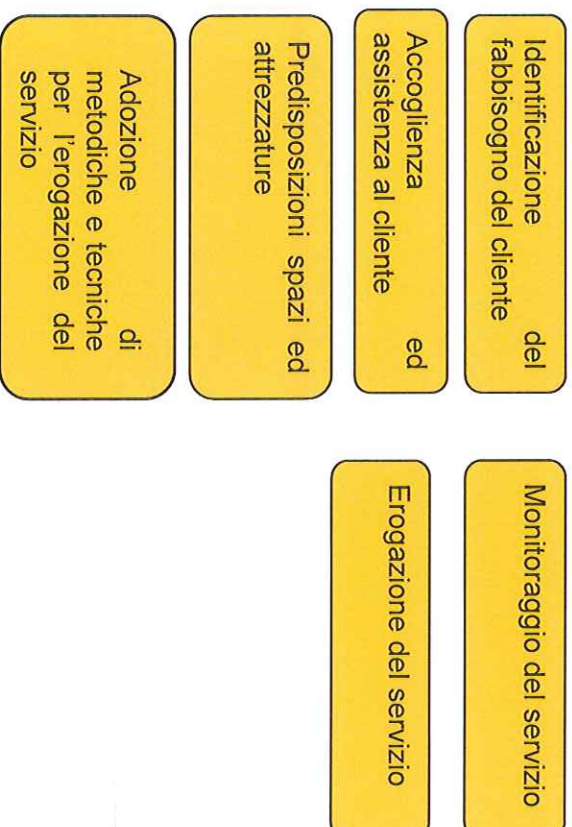 Identificazione del
fabbisogno del cliente
Accoglienza ed
assistenza al cliente
Predisposizioni spazi ed
attrezzature
Adozione di
metodiche e tecniche
per l'erogazione del
servizio
Monitoraggio del servizio
Erogazione del servizio